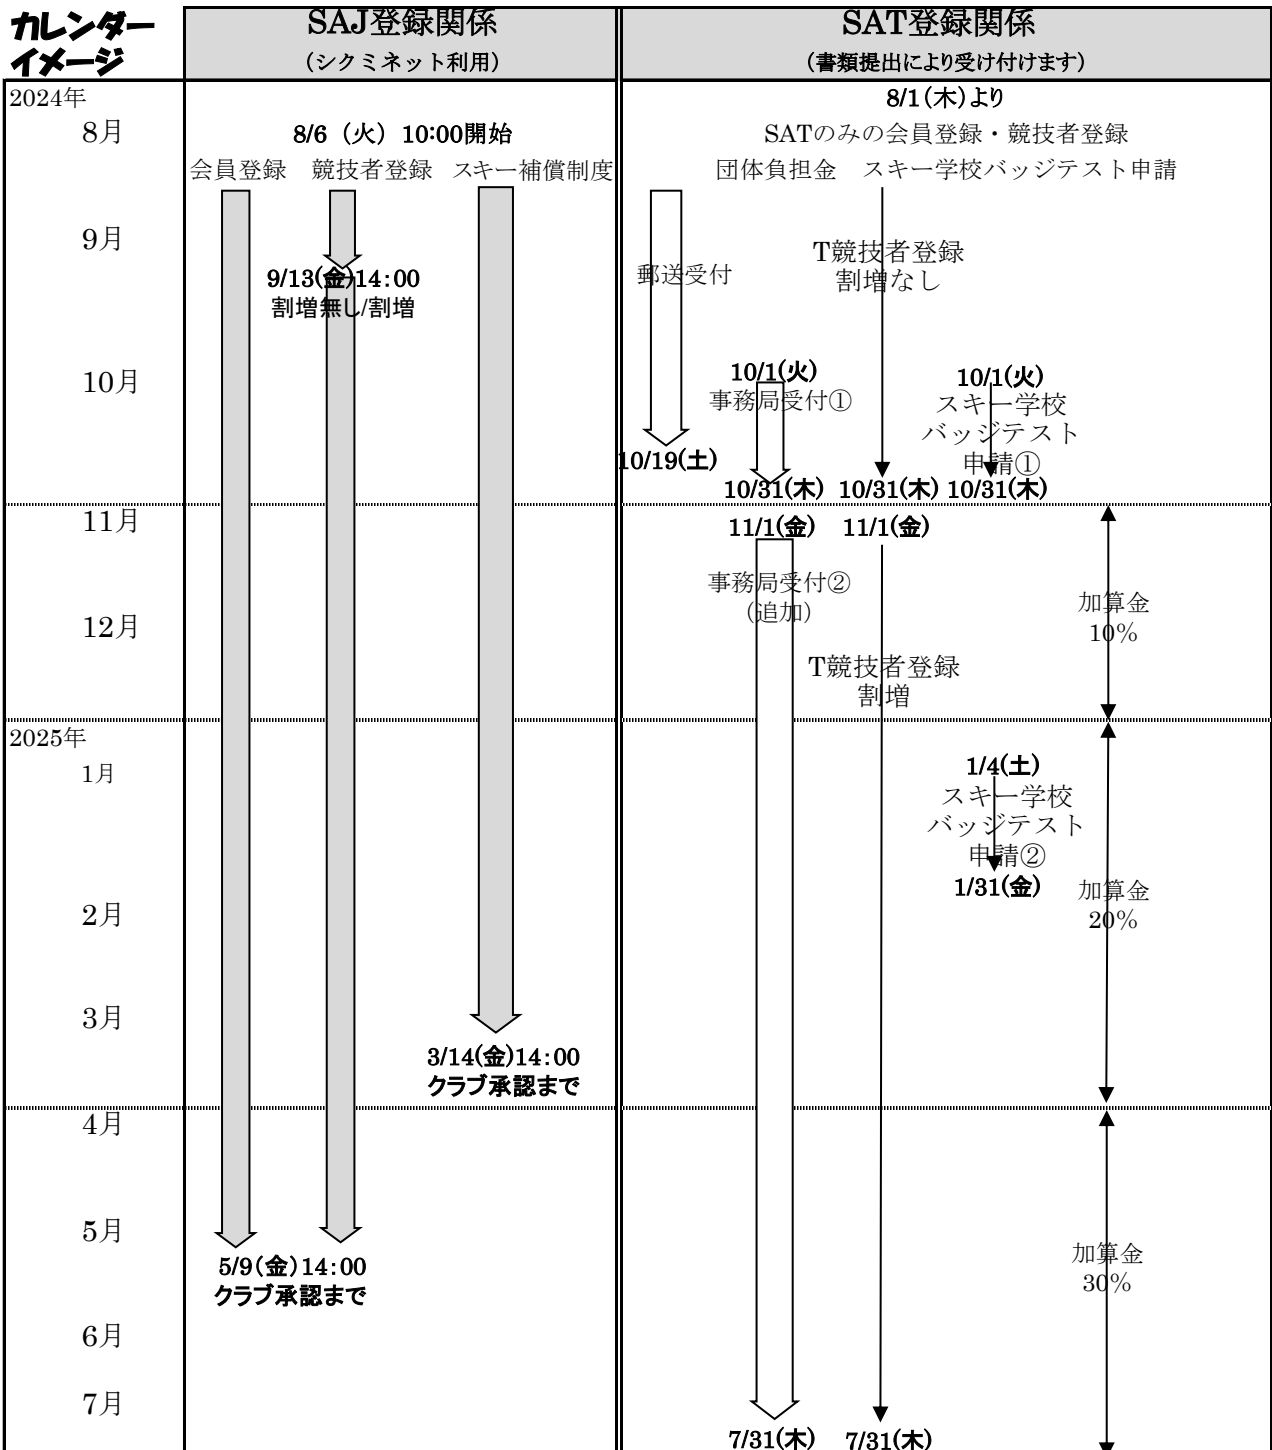 カレンダー
イメージ
SAJ登録関係
（シクミネット利用）
SAT登録関係
（書類提出により受け付けます）
2024年
8月
8/6（火）10:00開始
会員登録 競技者登録 スキー補償制度
8/1（木）より
SATのみの会員登録・競技者登録
団体負担金 スキー学校バッジテスト申請
9月
9/13(金)14:00
割増無し/割増
郵送受付
T競技者登録
割増なし
10月
10/1(火)
事務局受付①
10/1(火)
スキー学校
バッジテスト
申請①
10/19(土)
10/31(木) 10/31(木) 10/31(木)
11月
11/1(金) 11/1(金)
事務局受付②
（追加）
加算金
10%
12月
T競技者登録
割増
2025年
1月
1/4(土)
スキー学校
バッジテスト
申請②
1/31(金)
2月
加算金
20%
3月
3/14(金)14:00
クラブ承認まで
4月
5月
5/9（金）14:00
クラブ承認まで
加算金
30%
6月
7月
7/31(木) 7/31(木)